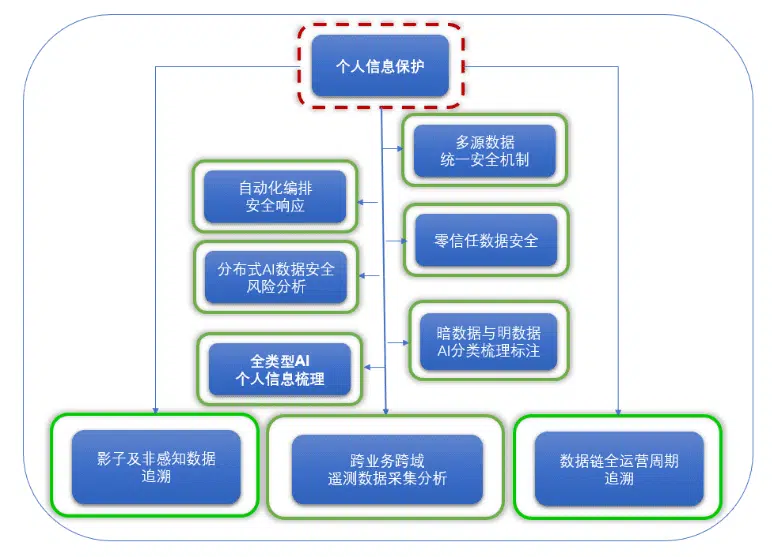 个人信息保护
多源数据
统一安全机制
自动化编排
安全响应
零信任数据安全
分布式AI数据安全
风险分析
暗数据与明数据
AI分类梳理标注
全类型AI
个人信息梳理
影子及非感知数据
追溯
跨业务跨域
遥测数据采集分析
数据链全运营周期
追溯